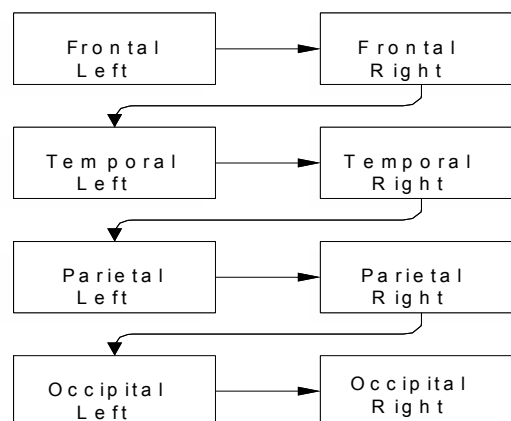 Frontal
Left
Frontal
Right
Temporal
Left
Temporal
Right
Parietal
Left
Parietal
Right
Occipital
Left
Occipital
Right